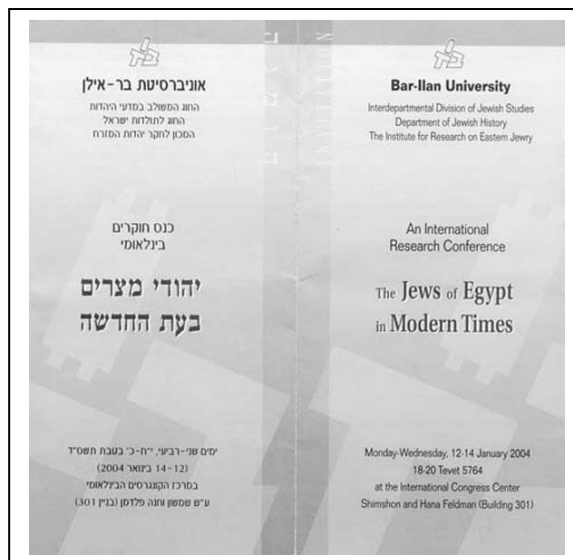 אוניברסיטת בר-אילן
החוג המשולב במדעי היהדות
החוג לתולדות ישראל
המכון לחקר יהדות המזרח
כנס חוקרים
בינלאומי
יהודי מצרים
בעת החדשה
ימים שני-רביעי, י"ח-כ' בטבת תשס"ד
(14-12 בינואר 2004)
במרכז הקונגרסים הבינלאומי
ע"ש שמשון וחנה פלדמן (בניין 301)
Bar-Ilan University
Interdepartmental Division of Jewish Studies
Department of Jewish History
The Institute for Research on Eastern Jewry
An International
Research Conference
The Jews of Egypt
in Modern Times
Monday-Wednesday, 12-14 January 2004
18-20 Tevet 5764
at the International Congress Center
Shimshon and Hana Feldman (Building 301)